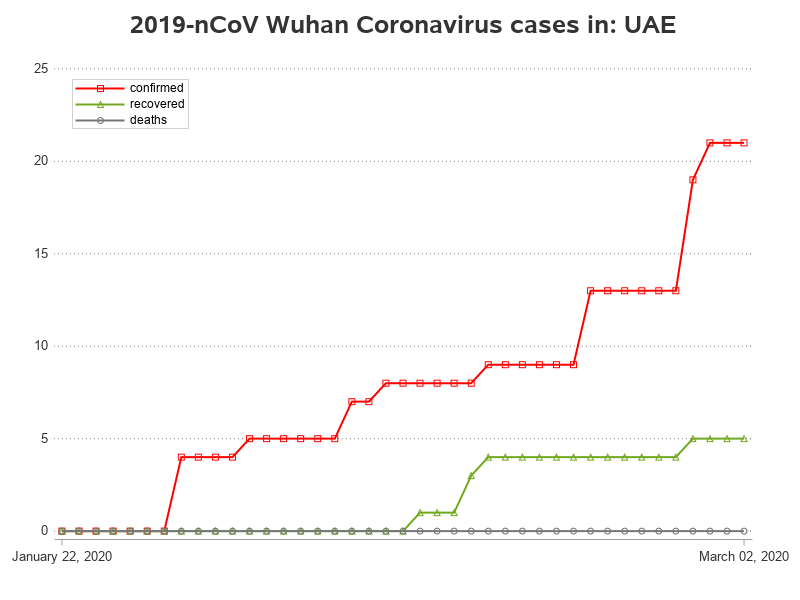 2019-nCoV Wuhan Coronavirus cases in: UAE
25
confirmed
recovered
deaths
20
15
10
5
0
January 22, 2020
March 02, 2020